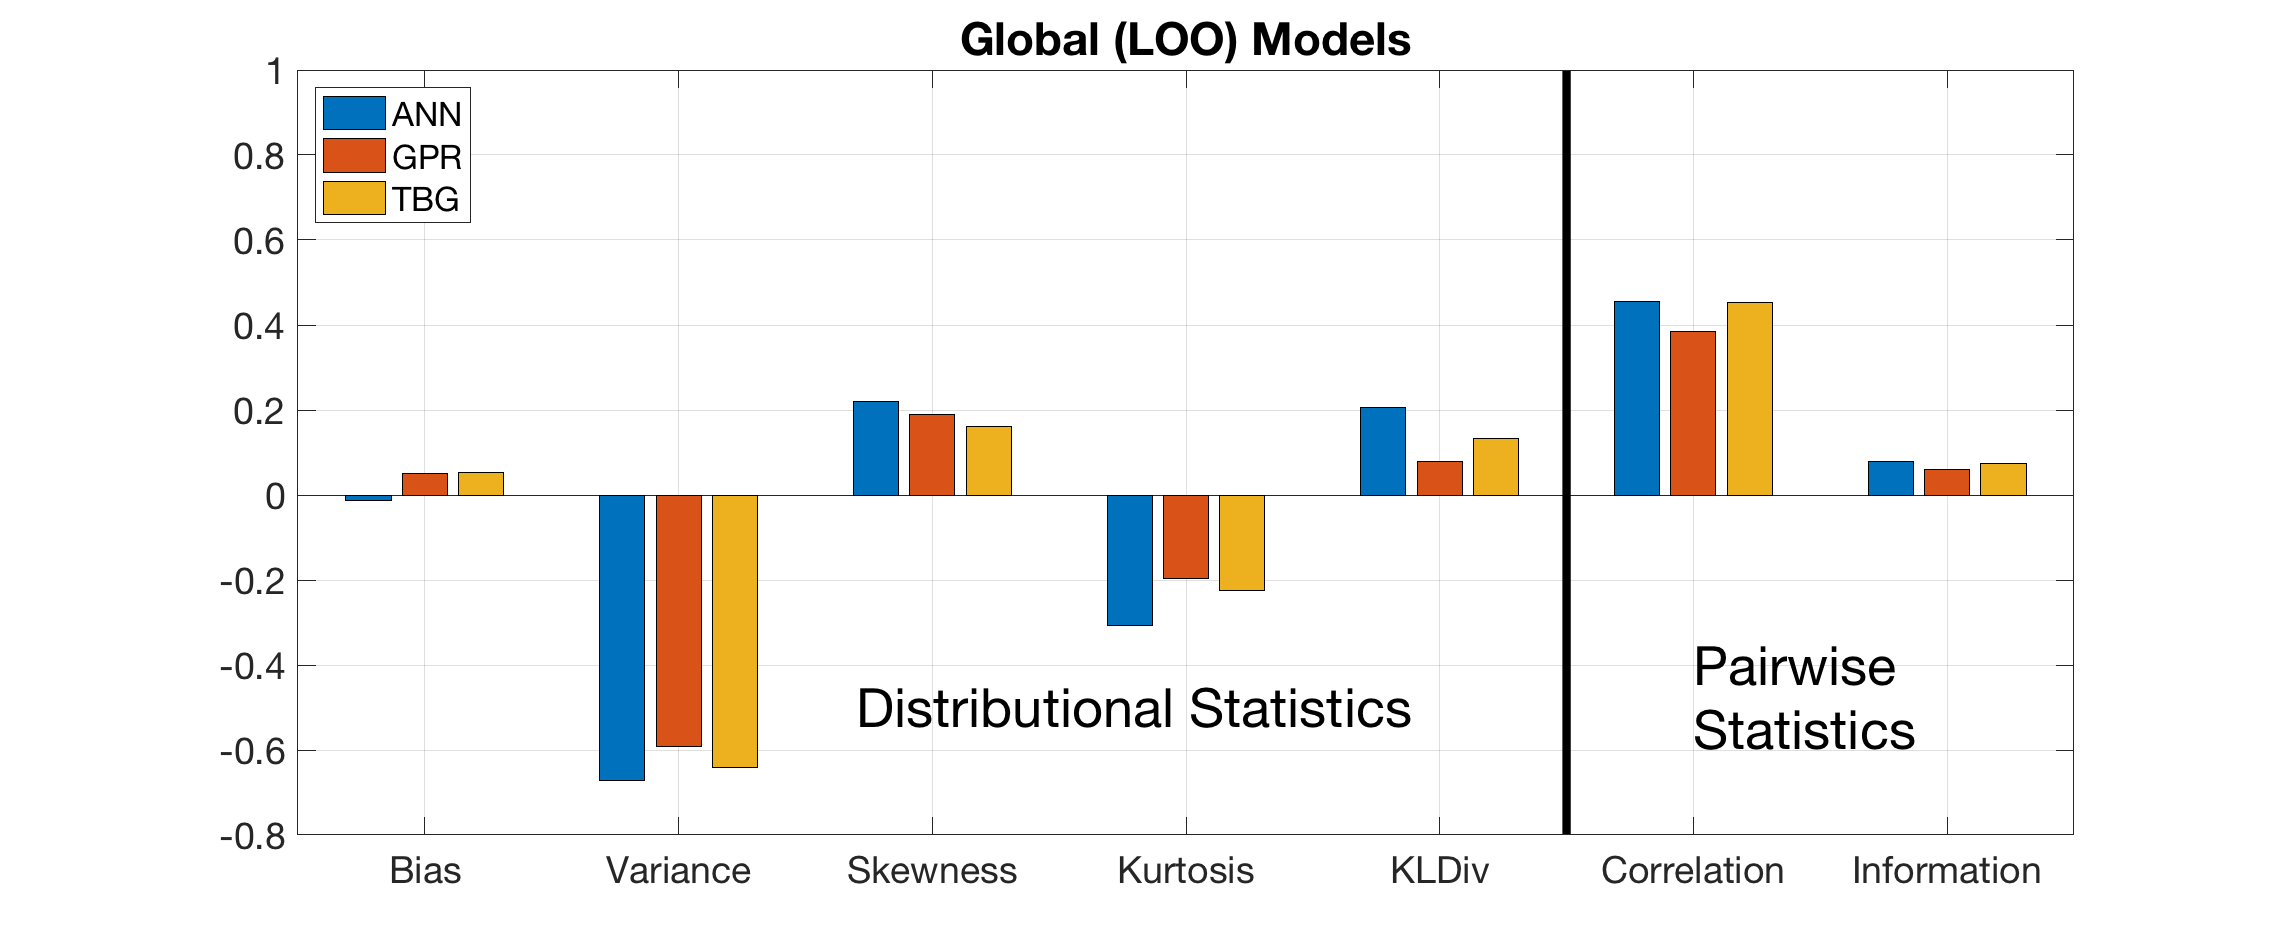 Global (LOO) Models
1
0.8
0.6
0.4
0.2
0
-0.2
-0.4
-0.6
-0.8
ANN
GPR
TBG
Distributional Statistics
Pairwise
Statistics
Bias Variance Skewness Kurtosis KLDiv Correlation Information